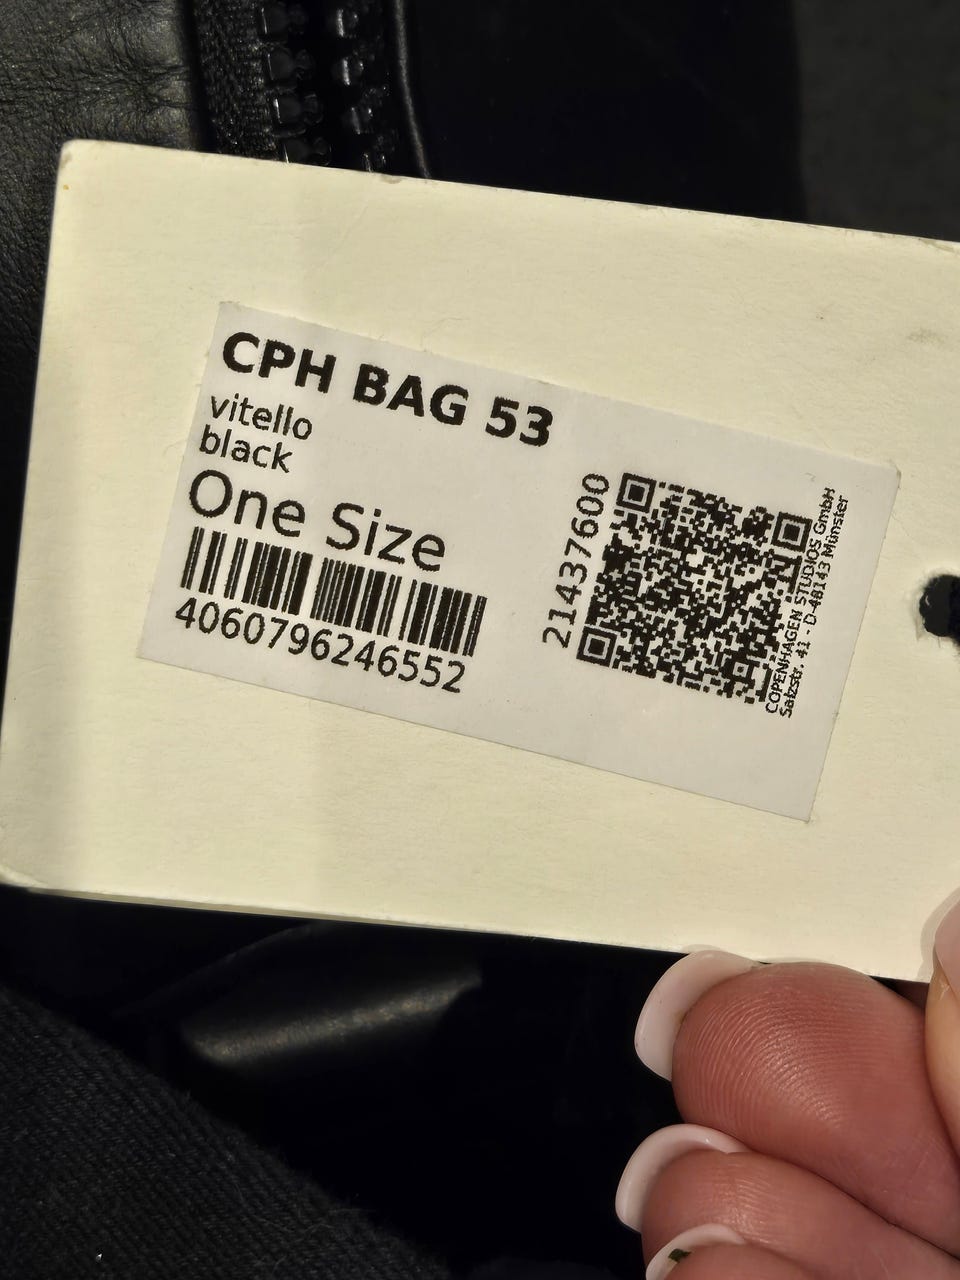 CPH BAG 53
vitello
black
One Size
4060796246552
21437600
COPENHAGEN STUDIOS GmbH
Salzstr. 41 - D-48143 Münster